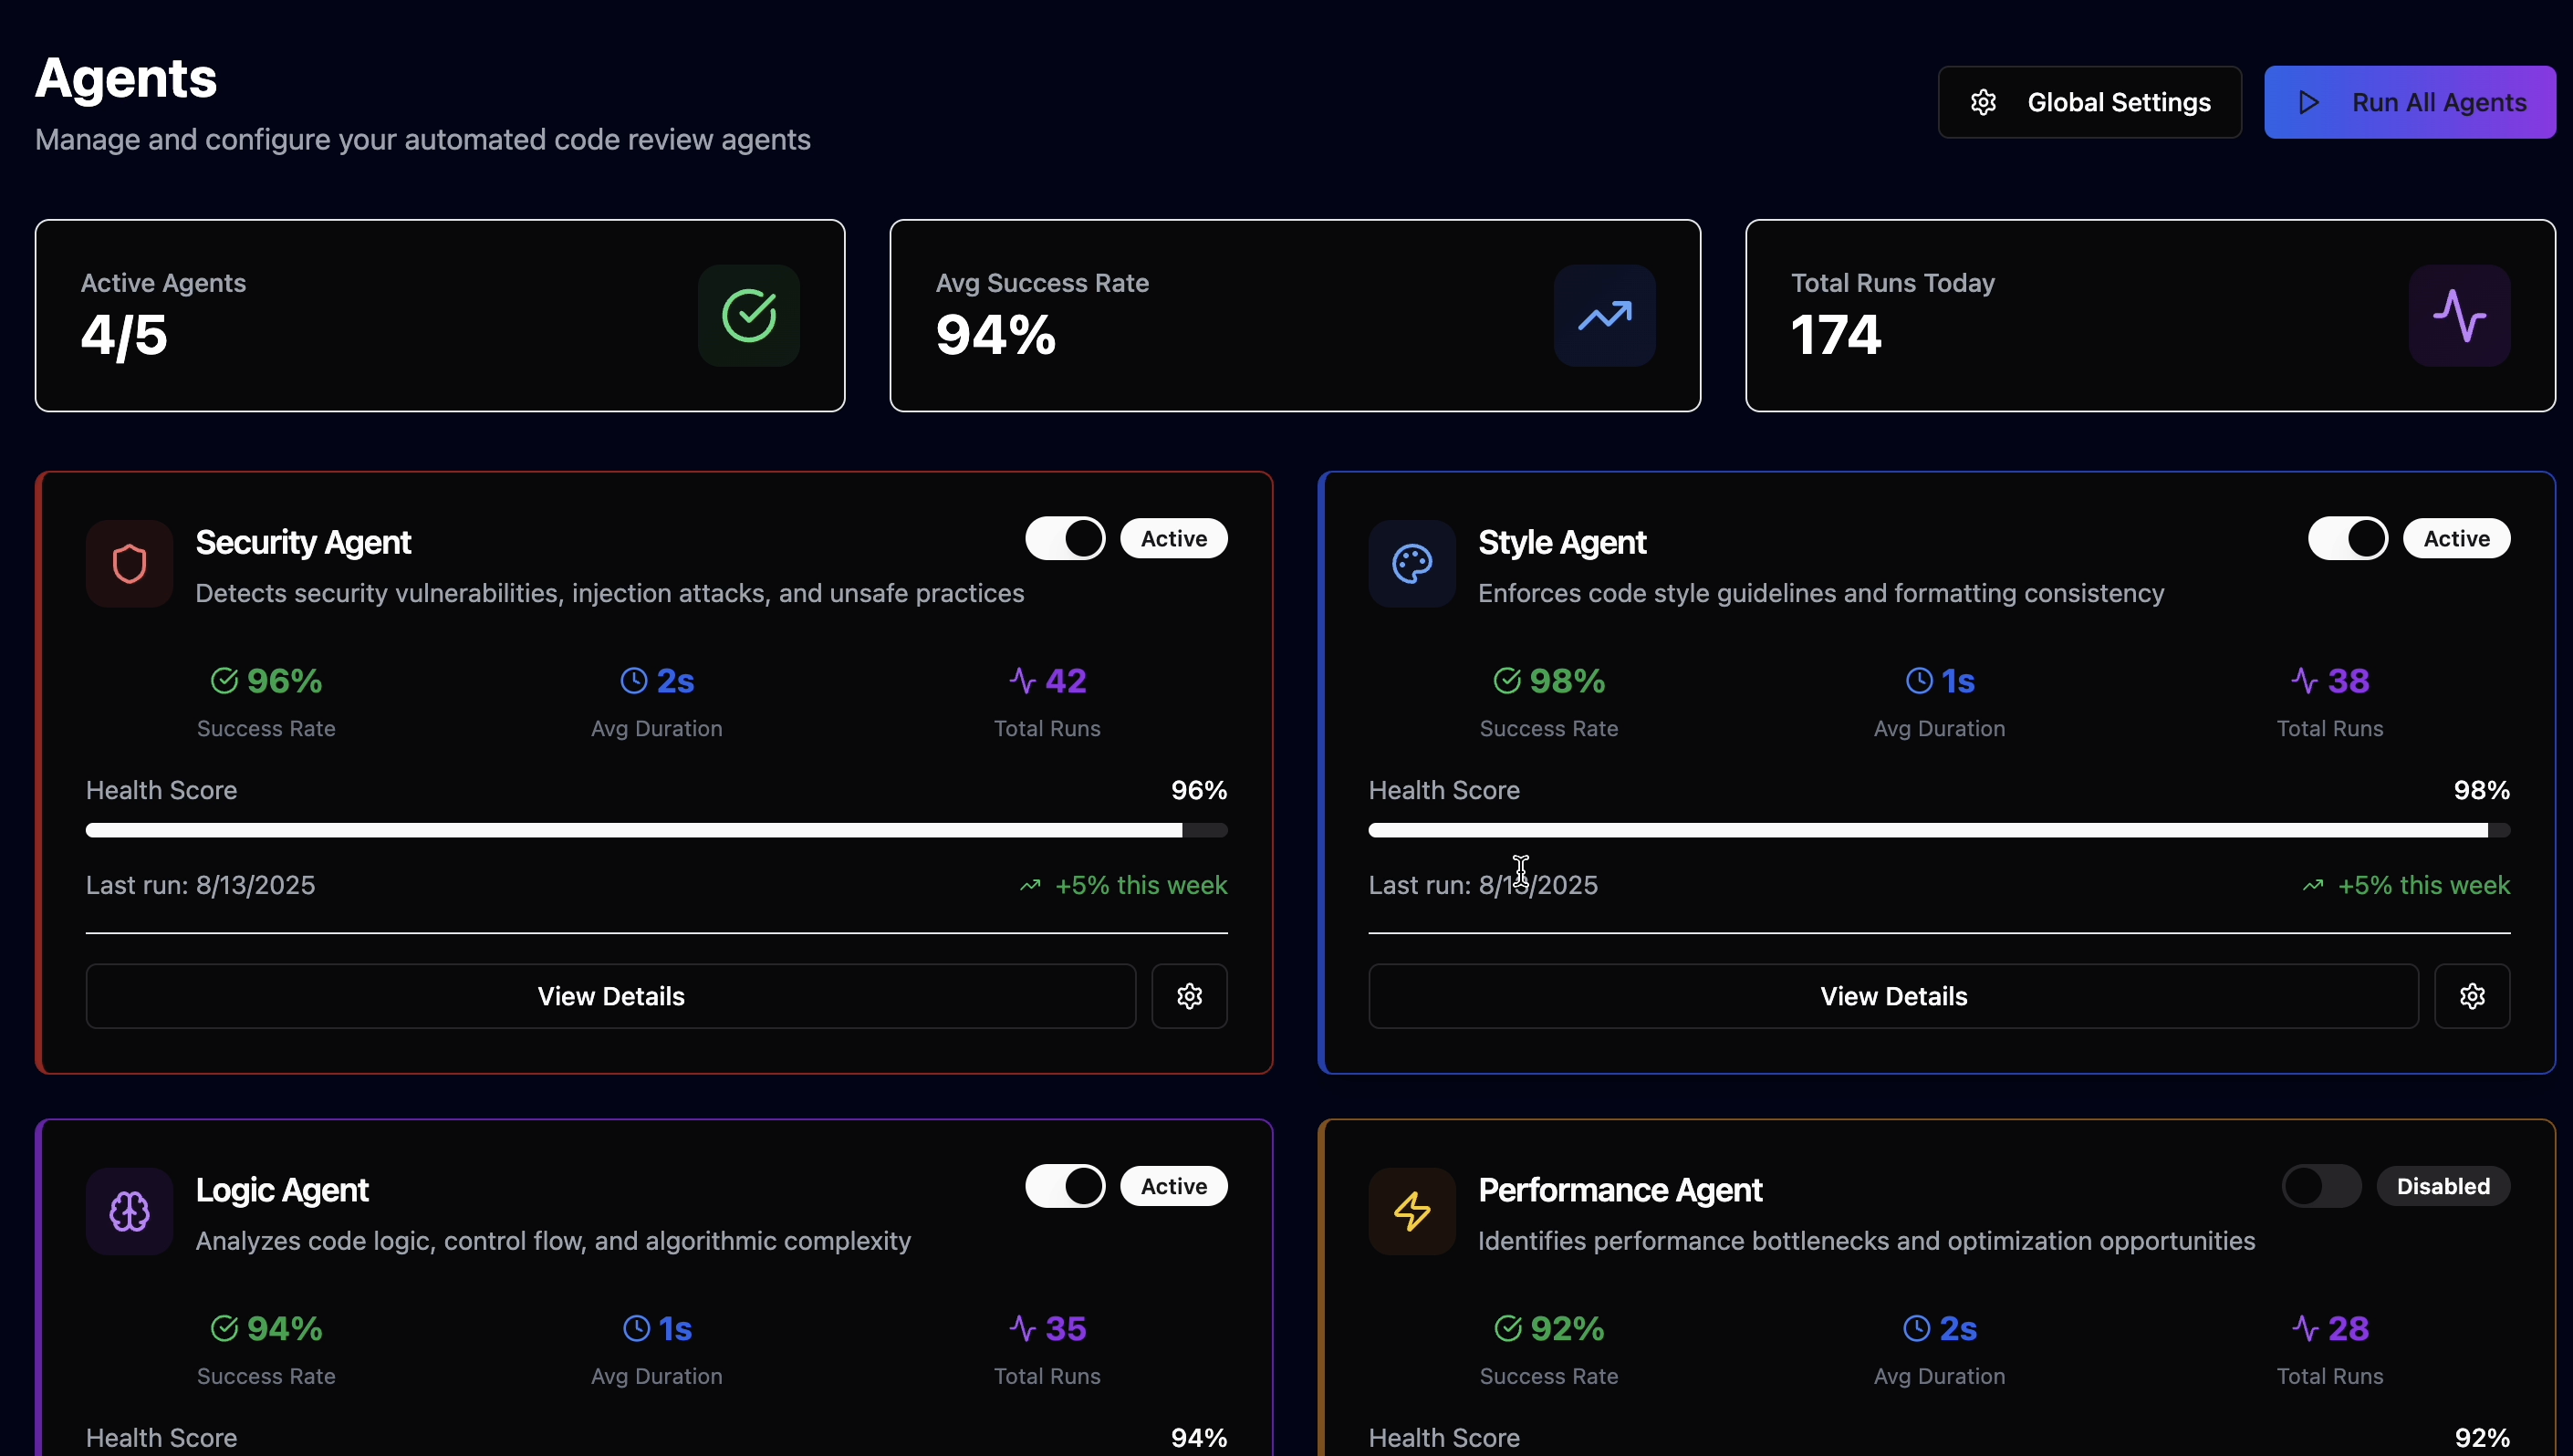 Agents
Manage and configure your automated code review agents
Global Settings
Run All Agents
Active Agents
4/5
Avg Success Rate
94%
Total Runs Today
174
Security Agent
Active
Detects security vulnerabilities, injection attacks, and unsafe practices
96%
Success Rate
2s
Avg Duration
42
Total Runs
Health Score
96%
Last run: 8/13/2025
+5% this week
View Details
Style Agent
Active
Enforces code style guidelines and formatting consistency
98%
Success Rate
1s
Avg Duration
38
Total Runs
Health Score
98%
Last run: 8/13/2025
+5% this week
View Details
Logic Agent
Active
Analyzes code logic, control flow, and algorithmic complexity
94%
Success Rate
1s
Avg Duration
35
Total Runs
Health Score
94%
Performance Agent
Disabled
Identifies performance bottlenecks and optimization opportunities
92%
Success Rate
2s
Avg Duration
28
Total Runs
Health Score
92%